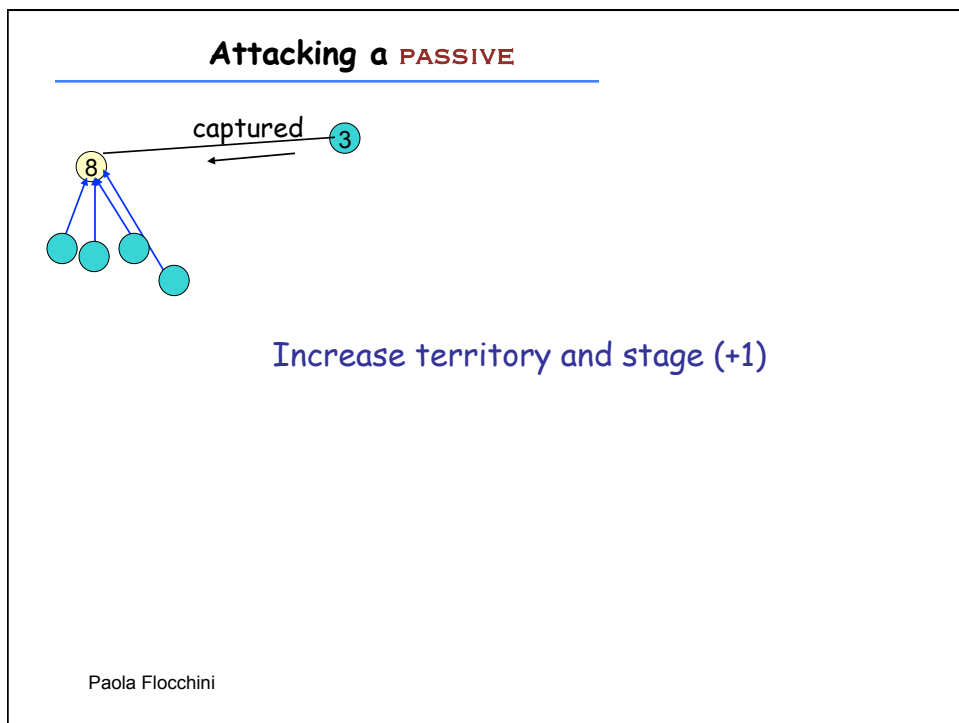 Attacking a PASSIVE
captured
3
8
Increase territory and stage (+1)
Paola Flocchini